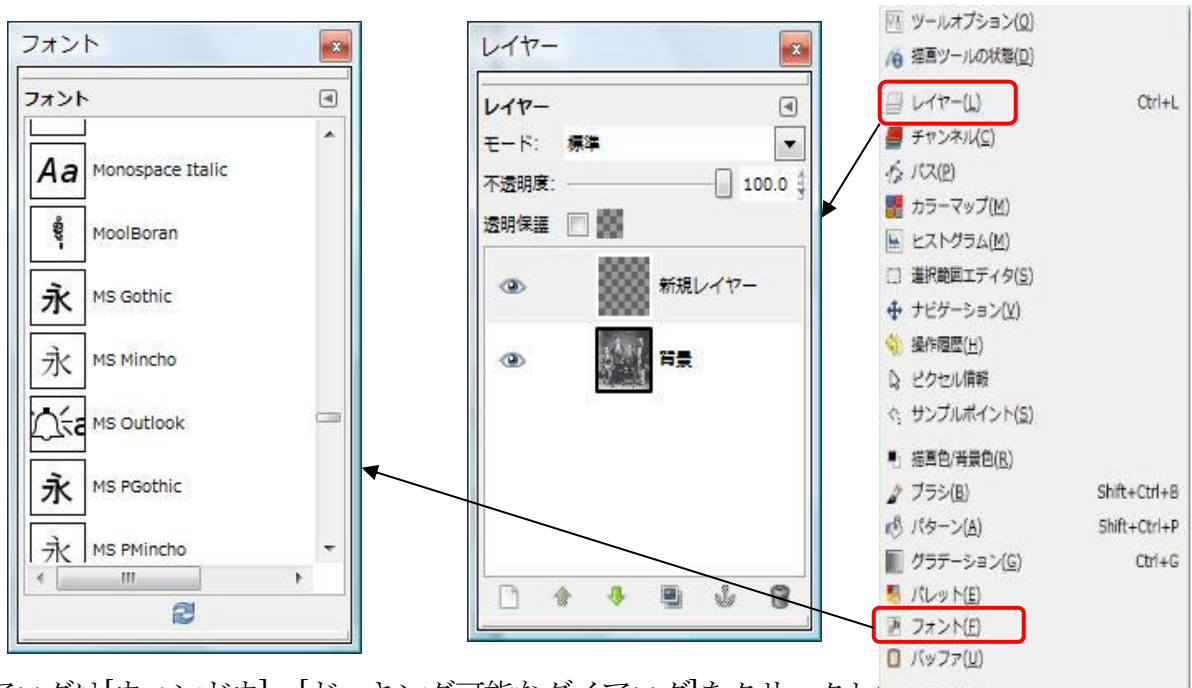 フォント
フォント
Monospace Italic
MoolBoran
MS Gothic
MS Mincho
MS Outlook
MS PGothic
MS PMincho
レイヤー
レイヤー
モード: 標準
不透明度: 100.0
透明保護
新規レイヤー
背景
ツールオプション(O)
描画ツールの状態(D)
レイヤー(L) Ctrl+L
チャンネル(C)
パス(P)
カラーマップ(M)
ヒストグラム(M)
選択範囲エディタ(S)
ナビゲーション(V)
操作履歴(H)
ピクセル情報
サンプルポイント(S)
描画色/背景色(R)
ブラシ(B) Shift+Ctrl+B
パターン(A) Shift+Ctrl+P
グラデーション(G) Ctrl+G
パレット(E)
フォント(F)
バッファ(U)